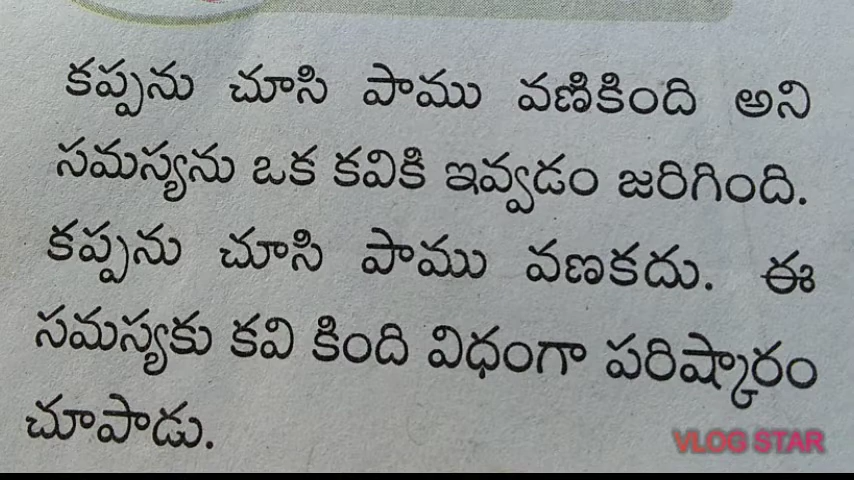 కప్పను చూసి పాము వణికింది అని
సమస్యను ఒక కవికి ఇవ్వడం జరిగింది.
కప్పను చూసి పాము వణకదు. ఈ
సమస్యకు కవి కింది విధంగా పరిష్కారం
చూపాడు.
VLOG STAR